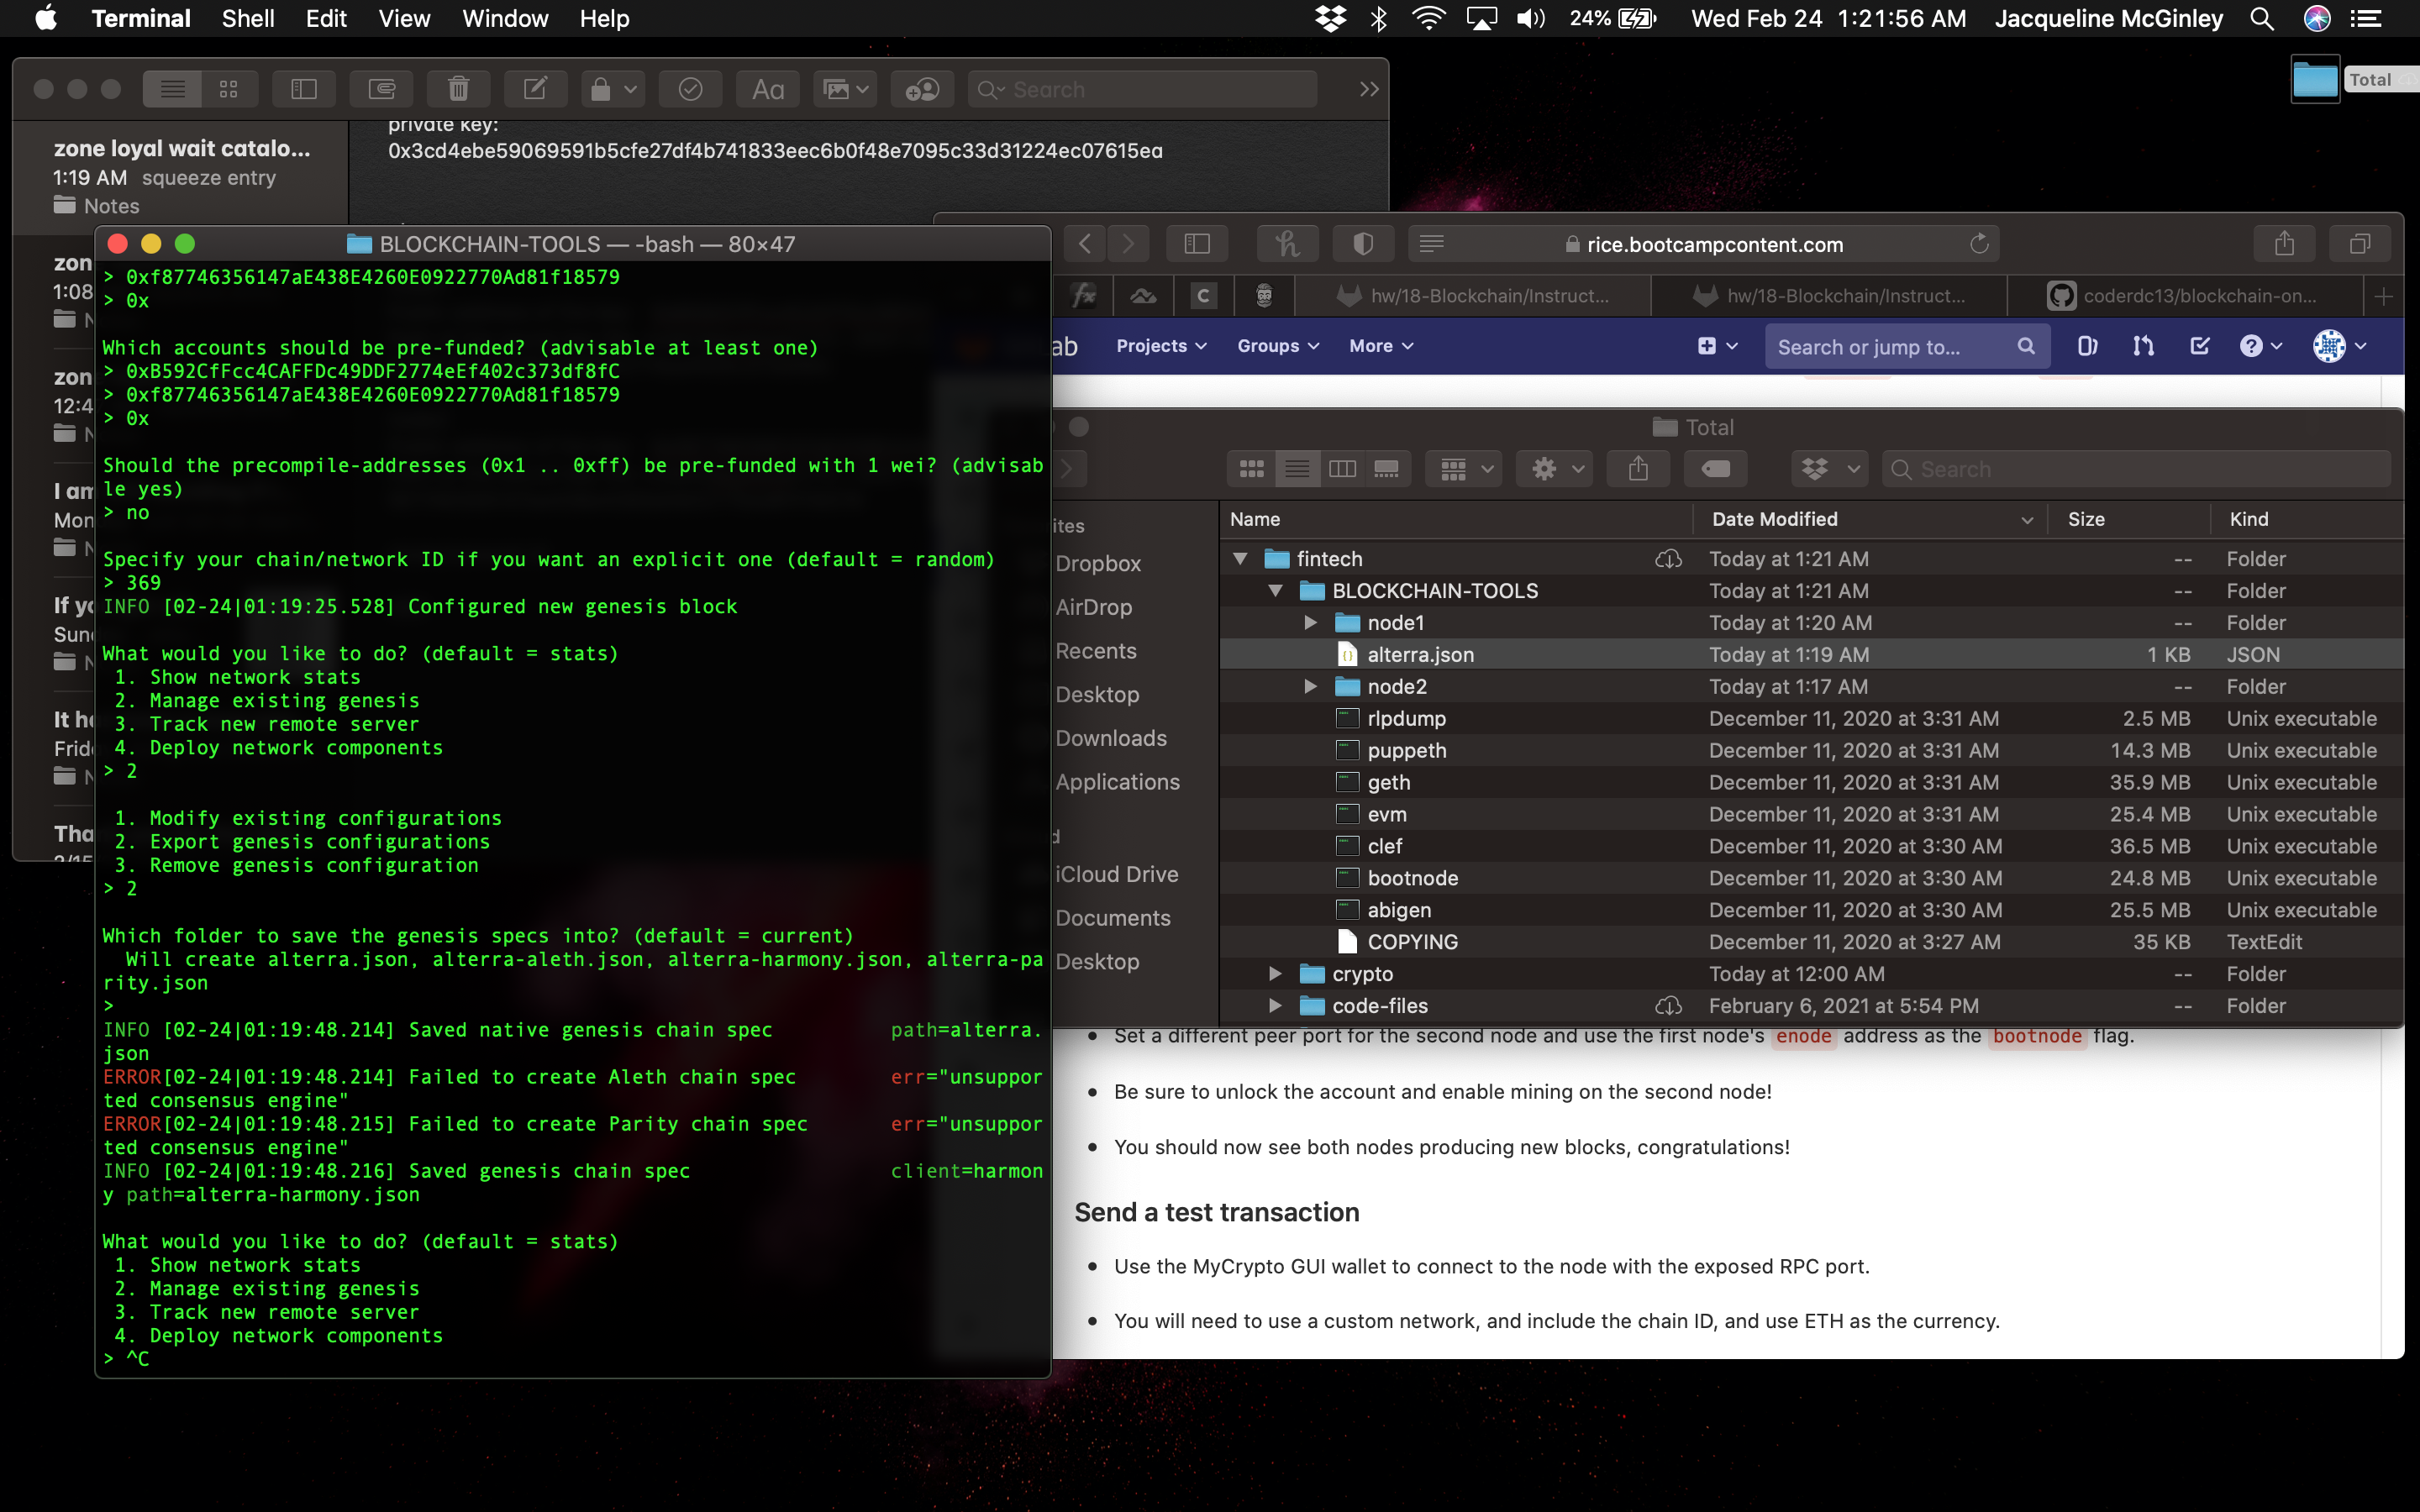 Terminal Shell Edit View Window Help
24% Wed Feb 24 1:21:56 AM Jacqueline McGinley
Total
Search
private key:
0x3cd4ebe59069591b5cfe27df4b741833eec6b0f48e7095c33d31224ec07615ea
zone loyal wait catalo...
1:19 AM squeeze entry
Notes
zon
1:08
N
zon
12:4
N
I am
Mon
N
If yo
Sun
N
It ha
Frid
N
Tha
BLOCKCHAIN-TOOLS — -bash — 80×47
> 0xf87746356147aE438E4260E0922770Ad81f18579
> 0x
Which accounts should be pre-funded? (advisable at least one)
> 0xB592CfFcc4CAFFDc49DDF2774eEf402c373df8fC
> 0xf87746356147aE438E4260E0922770Ad81f18579
> 0x
Should the precompile-addresses (0x1 .. 0xff) be pre-funded with 1 wei? (advisab
le yes)
> no
Specify your chain/network ID if you want an explicit one (default = random)
> 369
INFO [02-24|01:19:25.528] Configured new genesis block
What would you like to do? (default = stats)
1. Show network stats
2. Manage existing genesis
3. Track new remote server
4. Deploy network components
> 2
1. Modify existing configurations
2. Export genesis configurations
3. Remove genesis configuration
> 2
Which folder to save the genesis specs into? (default = current)
Will create alterra.json, alterra-aleth.json, alterra-harmony.json, alterra-pa
rity.json
>
INFO [02-24|01:19:48.214] Saved native genesis chain spec path=alterra.
json
ERROR[02-24|01:19:48.214] Failed to create Aleth chain spec err="unsuppor
ted consensus engine"
ERROR[02-24|01:19:48.215] Failed to create Parity chain spec err="unsuppor
ted consensus engine"
INFO [02-24|01:19:48.216] Saved genesis chain spec client=harmon
y path=alterra-harmony.json
What would you like to do? (default = stats)
1. Show network stats
2. Manage existing genesis
3. Track new remote server
4. Deploy network components
> ^C
rice.bootcampcontent.com
hw/18-Blockchain/Instruct...
hw/18-Blockchain/Instruct...
coderdc13/blockchain-on...
ab Projects Groups More
Search or jump to...
Total
Search
ites
Dropbox
AirDrop
Recents
Desktop
Downloads
Applications
d
iCloud Drive
Documents
Desktop
Name Date Modified Size Kind
fintech Today at 1:21 AM -- Folder
BLOCKCHAIN-TOOLS Today at 1:21 AM -- Folder
node1 Today at 1:20 AM -- Folder
alterra.json Today at 1:19 AM 1 KB JSON
node2 Today at 1:17 AM -- Folder
rlpdump December 11, 2020 at 3:31 AM 2.5 MB Unix executable
puppeth December 11, 2020 at 3:31 AM 14.3 MB Unix executable
geth December 11, 2020 at 3:31 AM 35.9 MB Unix executable
evm December 11, 2020 at 3:31 AM 25.4 MB Unix executable
clef December 11, 2020 at 3:30 AM 36.5 MB Unix executable
bootnode December 11, 2020 at 3:30 AM 24.8 MB Unix executable
abigen December 11, 2020 at 3:30 AM 25.5 MB Unix executable
COPYING December 11, 2020 at 3:27 AM 35 KB TextEdit
crypto Today at 12:00 AM -- Folder
code-files February 6, 2021 at 5:54 PM -- Folder
• Set a different peer port for the second node and use the first node's enode address as the bootnode flag.
• Be sure to unlock the account and enable mining on the second node!
• You should now see both nodes producing new blocks, congratulations!
Send a test transaction
• Use the MyCrypto GUI wallet to connect to the node with the exposed RPC port.
• You will need to use a custom network, and include the chain ID, and use ETH as the currency.